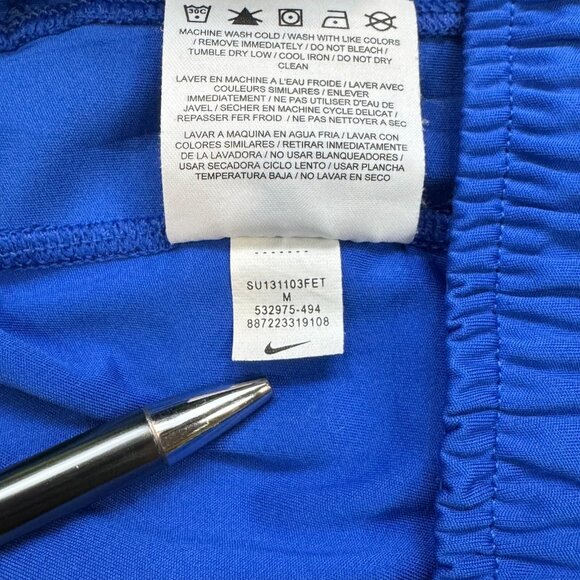 30C
MACHINE WASH COLD / WASH WITH LIKE COLORS
/ REMOVE IMMEDIATELY / DO NOT BLEACH /
TUMBLE DRY LOW / COOL IRON / DO NOT DRY
CLEAN
LAVER EN MACHINE A L'EAU FROIDE / LAVER AVEC
COULEURS SIMILAIRES / ENLEVER
IMMÉDIATEMENT / NE PAS UTILISER D'EAU DE
JAVEL / SÉCHER EN MACHINE CYCLE DELICAT /
REPASSER FER FROID / NE PAS NETTOYER A SEC
LAVAR A MAQUINA EN AGUA FRIA / LAVAR CON
COLORES SIMILARES / RETIRAR INMEDIATAMENTE
DE LA LAVADORA / NO USAR BLANQUEADORES /
USAR SECADORA CICLO LENTO / USAR PLANCHA
TEMPERATURA BAJA / NO LAVAR EN SECO
SU131103FET
M
532975-494
887223319108